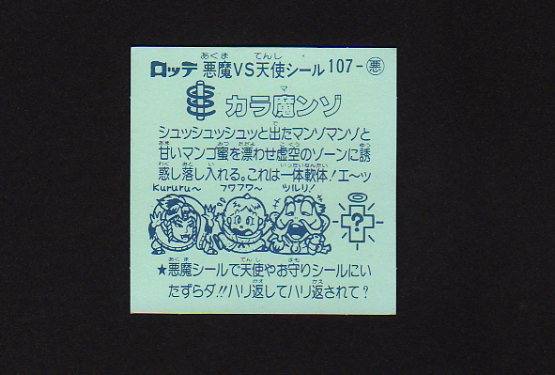 ロッテ 悪魔VS天使シール 107-悪
カラ魔ンゾ
シュッシュッシュッと出たマンゾマンゾと
甘いマンゴ蜜を漂わせ虚空のゾーンに誘
惑し落し入れる。これは一体軟体!エ〜ッ
Kururu〜 フワフワ〜 ツルリ!
?
★悪魔シールで天使やお守りシールにい
たずらダ!!ハリ返してハリ返されて?